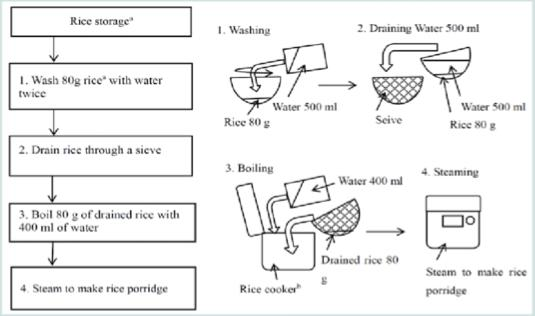 Rice storageᵃ
1. Wash 80g riceᵃ with water
twice
2. Drain rice through a sieve
3. Boil 80 g of drained rice with
400 ml of water
4. Steam to make rice porridge
1. Washing
Water 500 ml
Rice 80 g
2. Draining Water 500 ml
Seive
Water 500 ml
Rice 80 g
3. Boiling
Water 400 ml
Drained rice 80
g
Rice cookerᵇ
4. Steaming
Steam to make rice
porridge